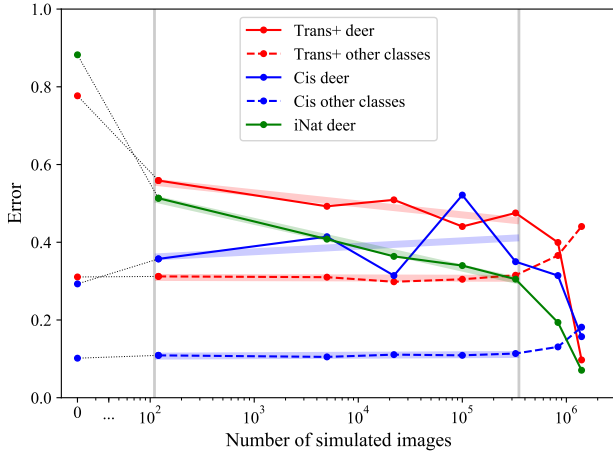 1.0
0.8
0.6
0.4
0.2
0.0
Error
Trans+ deer
Trans+ other classes
Cis deer
Cis other classes
iNat deer
0 ... 10² 10³ 10⁴ 10⁵ 10⁶
Number of simulated images